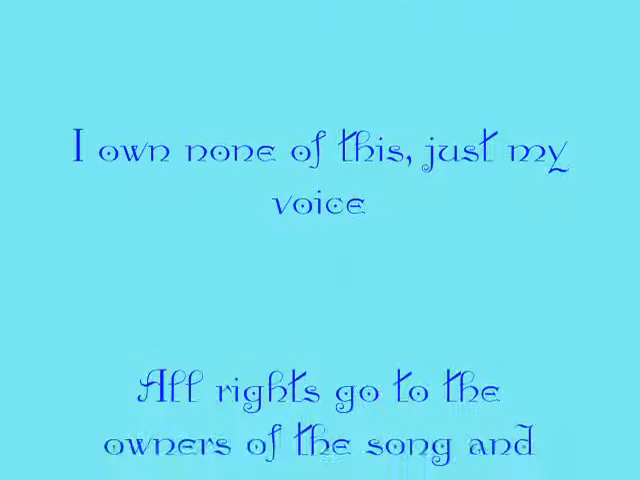 I own none of this, just my
voice
All rights go to the
owners of the song and